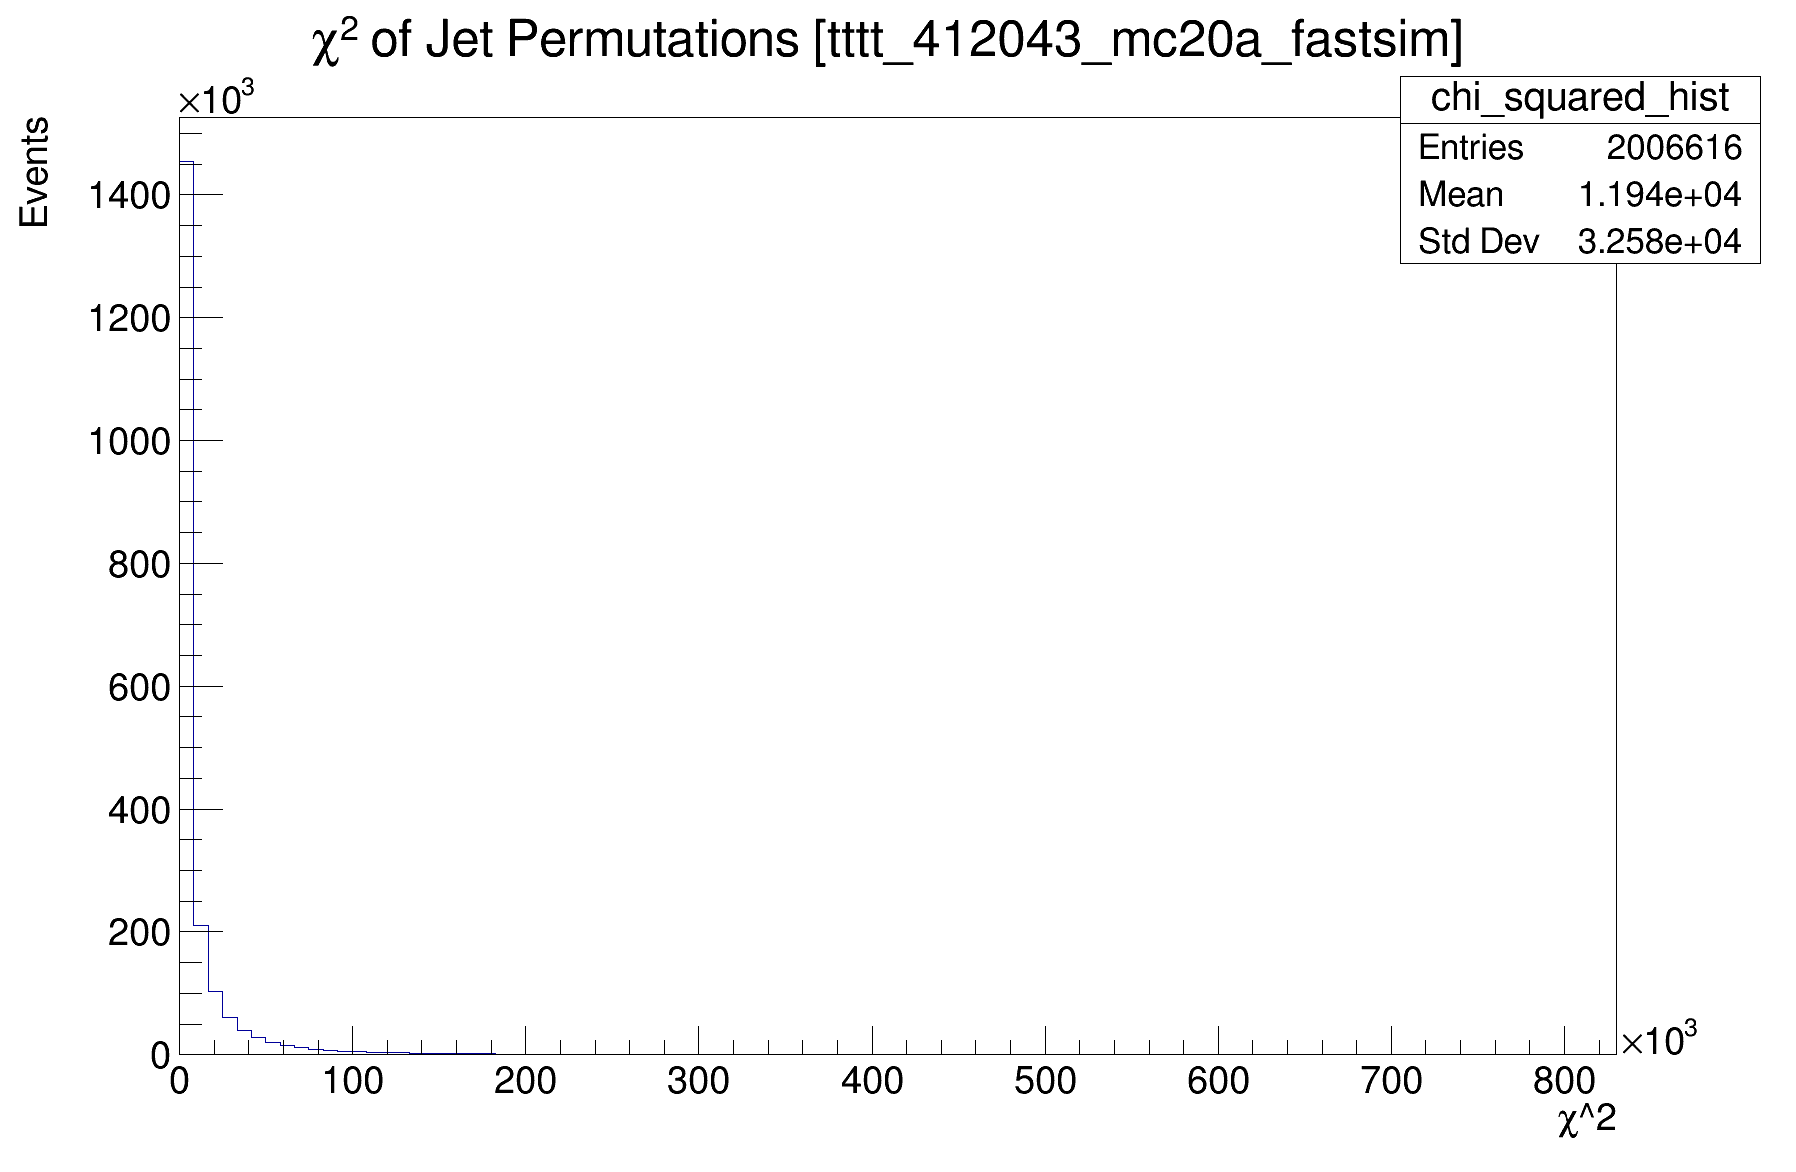 χ² of Jet Permutations [tttt_412043_mc20a_fastsim]
×10³
chi_squared_hist
Entries 2006616
Mean 1.194e+04
Std Dev 3.258e+04
Events
1400
1200
1000
800
600
400
200
0
0 100 200 300 400 500 600 700 800
×10³
χ^2